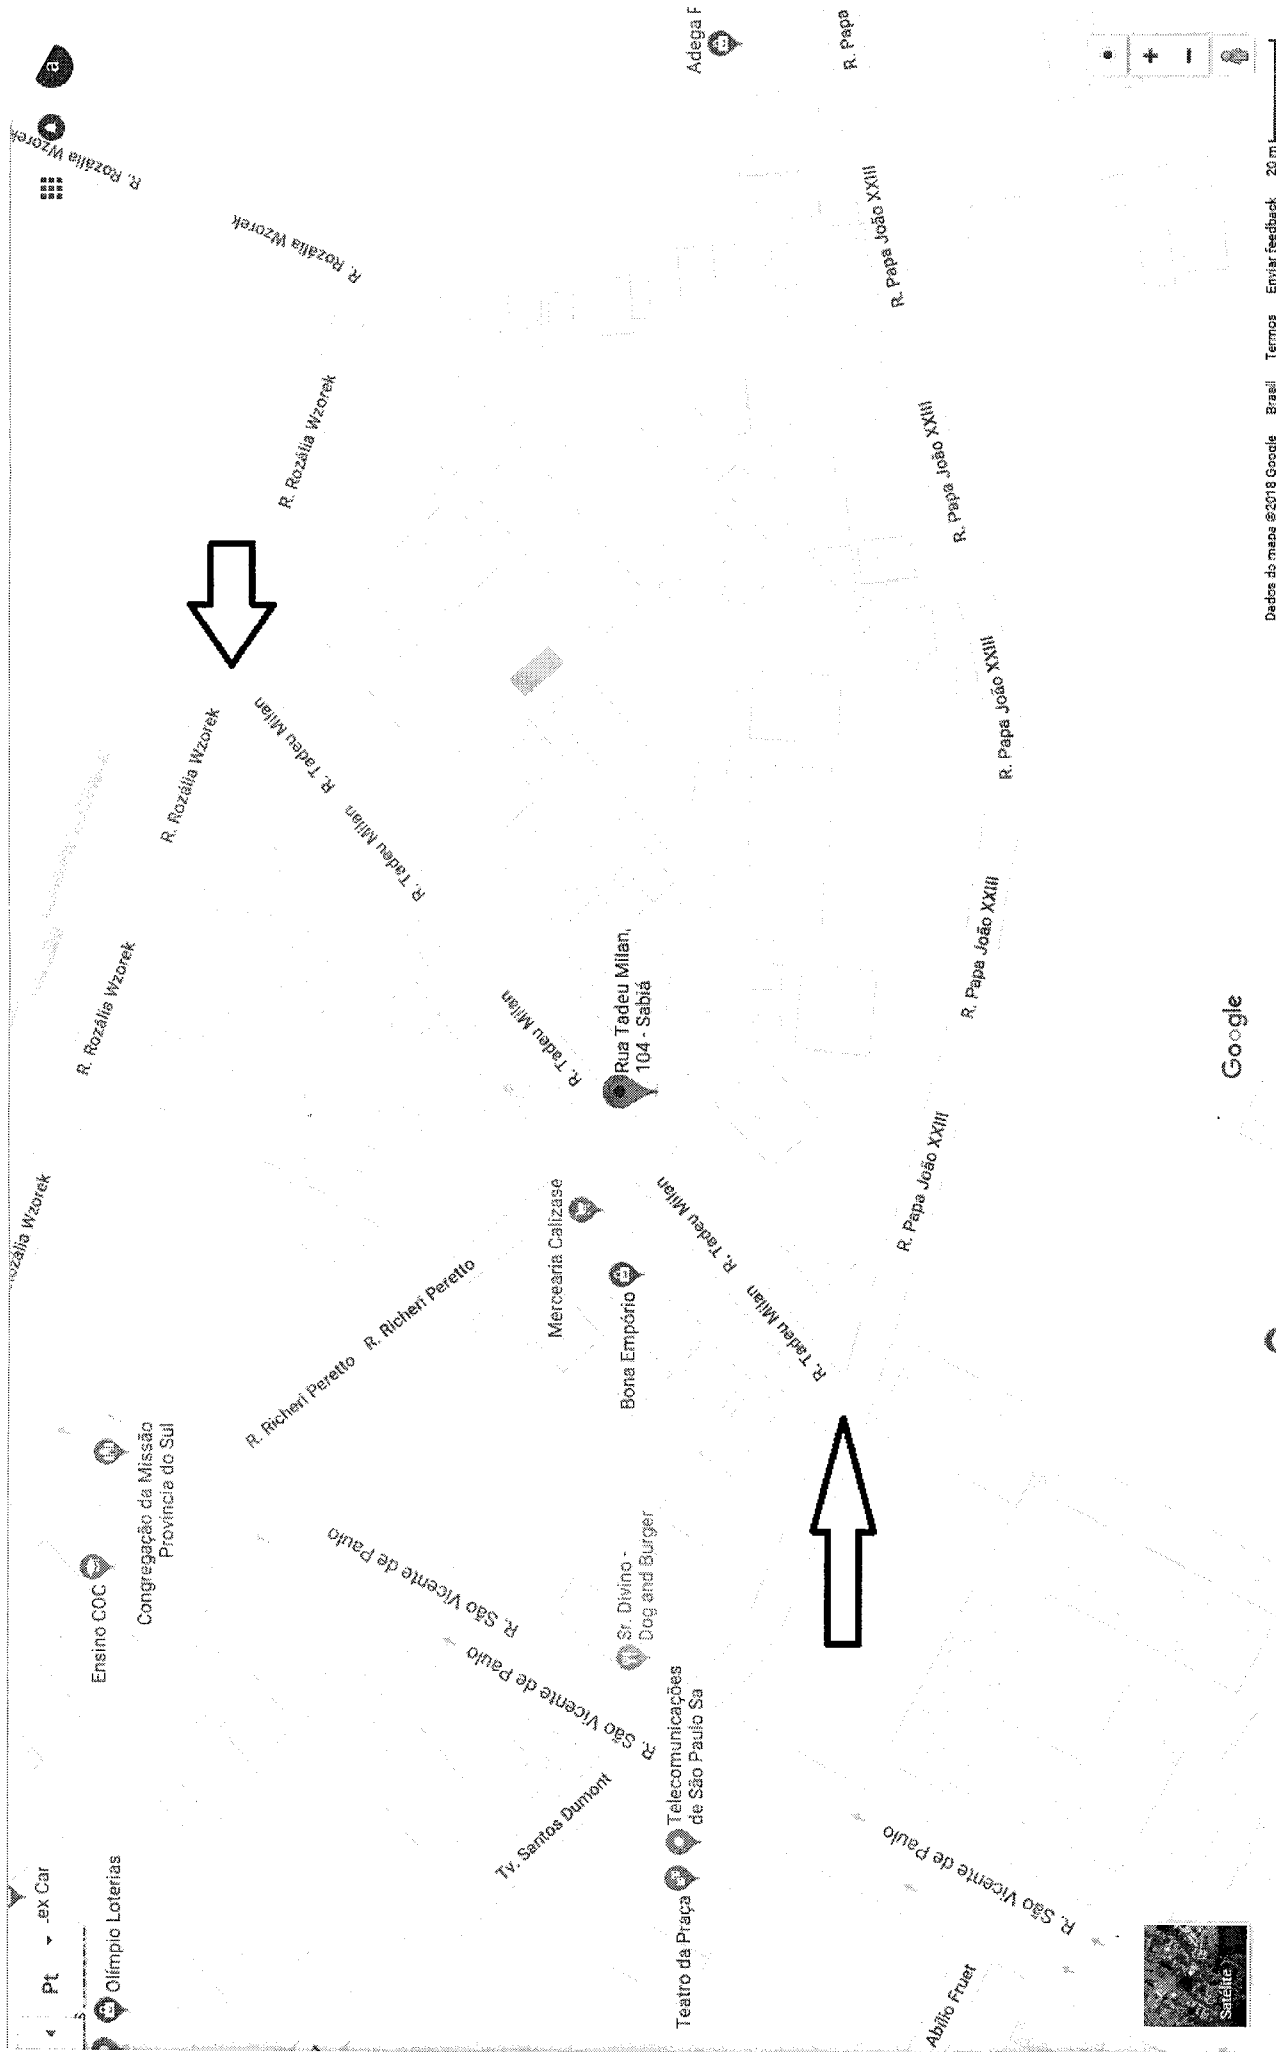 Pt
ex Car
R. Rozália Wzorek
Olímpio Loterias
Ensino COC
Congregação da Missão
Província do Sul
zália Wzorek
R. Rozália Wzorek
R. Rozália Wzorek
R. Rozália Wzorek
R. Rozália Wzorek
R. Richeri Peretto
R. Richeri Peretto
R. Tadeu Milan
R. Tadeu Milan
R. São Vicente de Paulo
R. São Vicente de Paulo
Tv. Santos Dumont
R. Tadeu Milan
Mercearia Calizase
Rua Tadeu Milan,
104 - Sabiá
Bona Empório
Sr. Divino -
Dog and Burger
Telecomunicações
de São Paulo Sa
Teatro da Praça
Adega F
R. Tadeu Milan
R. Tadeu Milan
R. Tadeu Milan
R. Papa
R. Papa João XXIII
R. Papa João XXIII
R. Papa João XXIII
R. Papa João XXIII
R. Papa João XXIII
R. São Vicente de Paulo
Abílio Fruet
Satélite
Google
Dados do mapa ©2018 Google Brasil Termos Enviar feedback 20 m